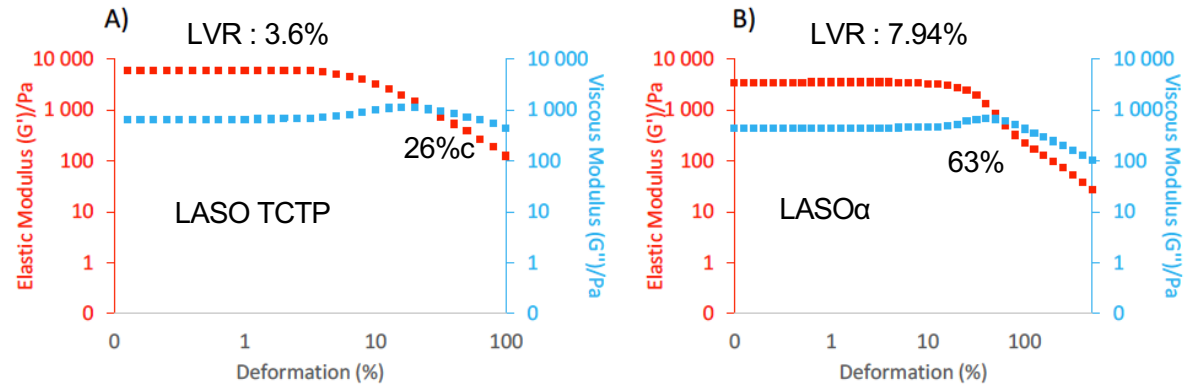 A)
LVR : 3.6%
10 000
1 000
100
10
1
0
Elastic Modulus (G')/Pa
10 000
1 000
100
10
1
0
Viscous Modulus (G'')/Pa
26%c
LASO TCTP
0 1 10 100
Deformation (%)
B)
LVR : 7.94%
10 000
1 000
100
10
1
0
Elastic Modulus (G')/Pa
10 000
1 000
100
10
1
0
Viscous Modulus (G'')/Pa
63%
LASOα
0 1 10 100
Deformation (%)